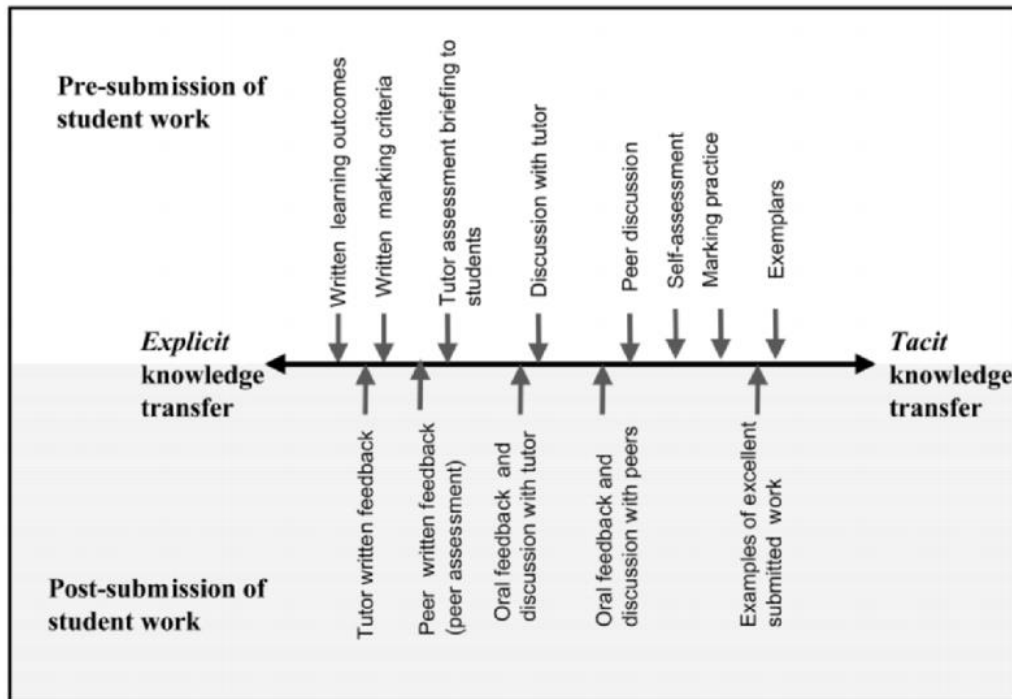 Pre-submission of
student work
Written learning outcomes
Written marking criteria
Tutor assessment briefing to
students
Discussion with tutor
Peer discussion
Self-assessment
Marking practice
Exemplars
Explicit
knowledge
transfer
Tacit
knowledge
transfer
Tutor written feedback
Peer written feedback
(peer assessment)
Oral feedback and
discussion with tutor
Oral feedback and
discussion with peers
Examples of excellent
submitted work
Post-submission of
student work